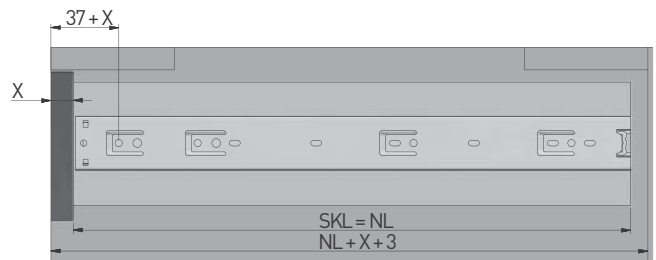 37 + X
X
SKL = NL
NL + X + 3